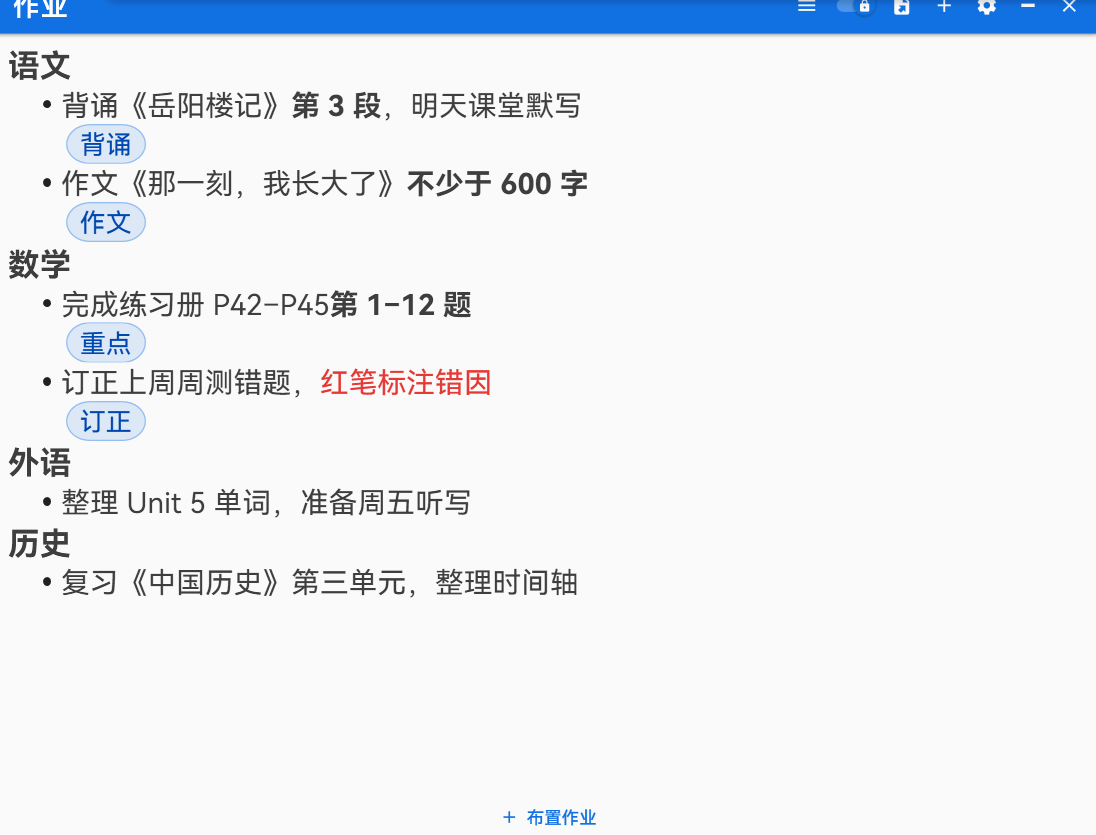 作业
语文
• 背诵《岳阳楼记》第 3 段，明天课堂默写
背诵
• 作文《那一刻，我长大了》不少于 600 字
作文
数学
• 完成练习册 P42–P45第 1–12 题
重点
• 订正上周周测错题，红笔标注错因
订正
外语
• 整理 Unit 5 单词，准备周五听写
历史
• 复习《中国历史》第三单元，整理时间轴
+ 布置作业